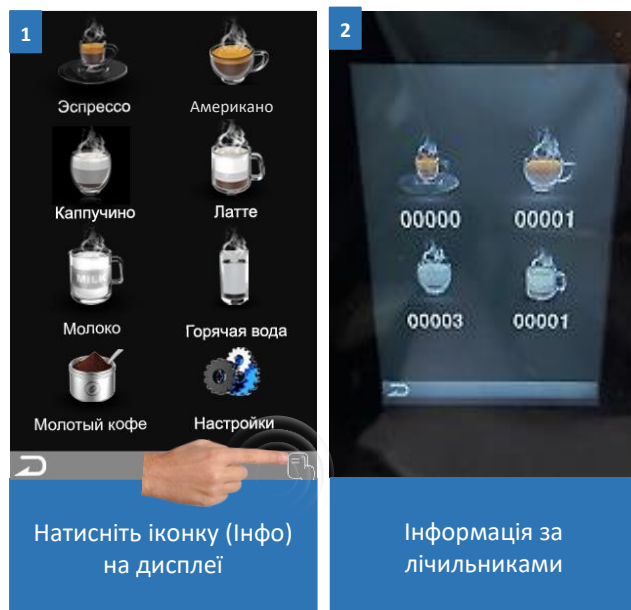 1
Эспрессо
Американо
Каппучино
Латте
MILK
Молоко
Горячая вода
Молотый кофе
Настройки
Натисніть іконку (Інфо)
на дисплеї
2
00000
00001
00003
00001
Інформація за
лічильниками